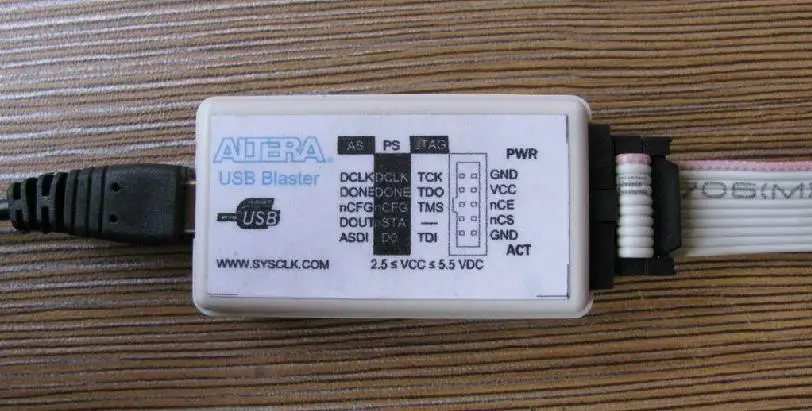 ALTERA®
USB Blaster
USB
WWW.SYSCLK.COM
AS PS JTAG
DCLK DCLK TCK GND
DONE DONE TDO VCC
nCFG nCFG TMS nCE
DOUT nSTA — nCS
ASDI D0 TDI GND
PWR
ACT
2.5 ≤ VCC ≤ 5.5 VDC